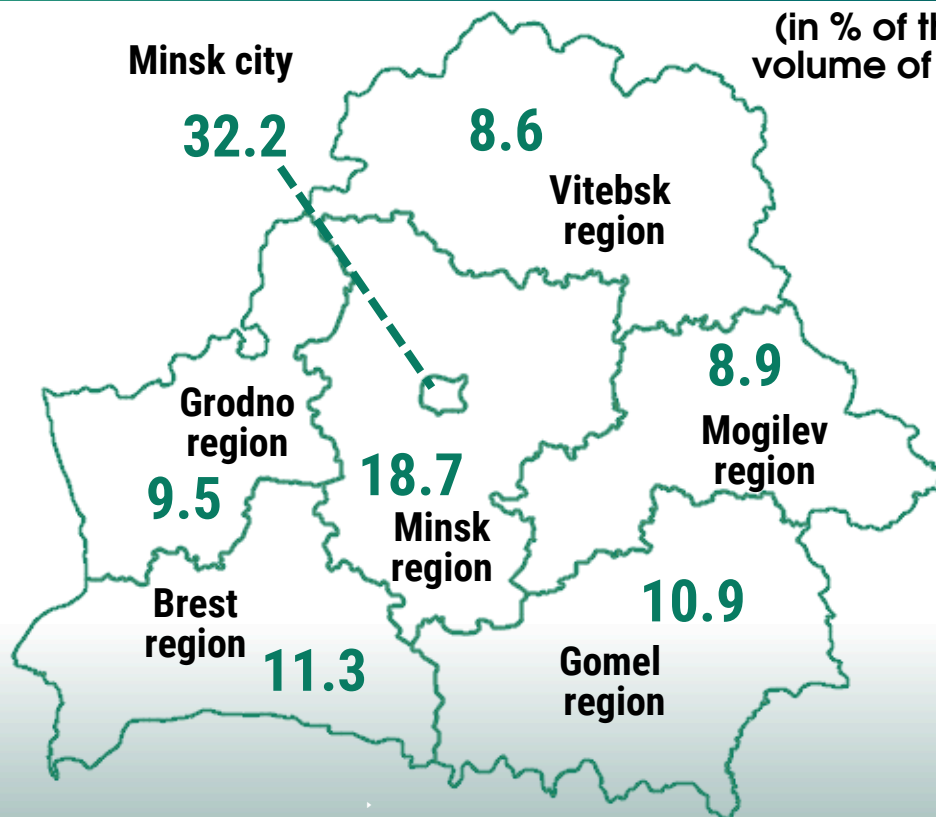 (in % of
volume of
Minsk city
32.2
8.6
Vitebsk
region
8.9
Mogilev
region
Grodno
region
9.5
18.7
Minsk
region
Brest
region
11.3
10.9
Gomel
region